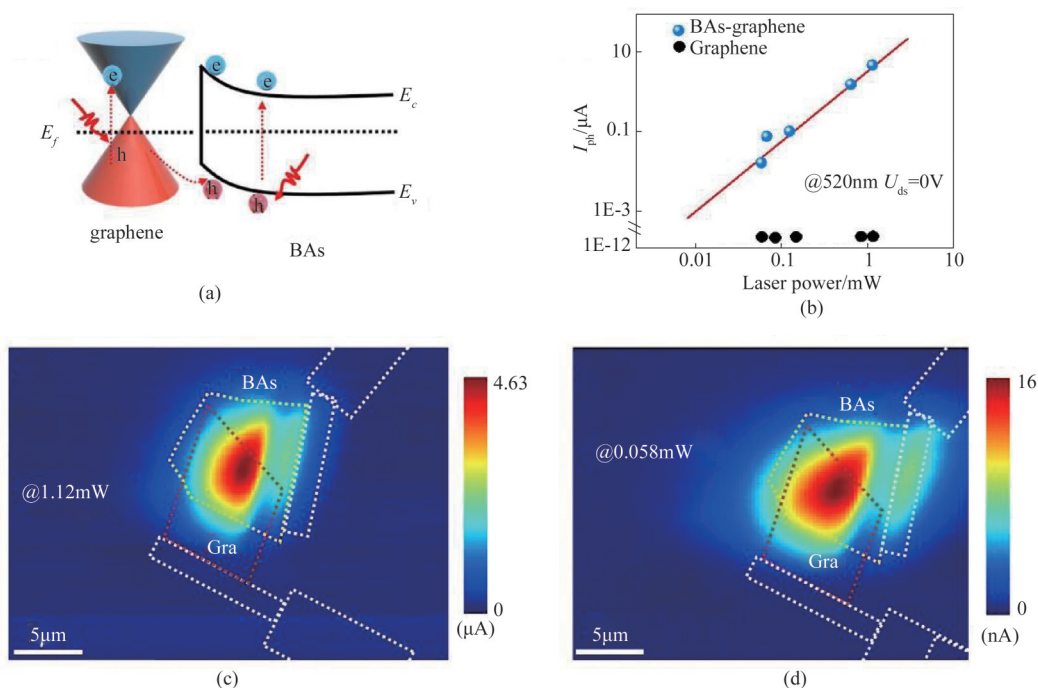 e
e
e
E_c
E_f
h
h
h
E_v
graphene
BAs
(a)
BAs-graphene
Graphene
10
0.1
1E-3
1E-12
I_ph/μA
@520nm U_ds=0V
0.01
0.1
1
10
Laser power/mW
(b)
BAs
@1.12mW
Gra
5μm
4.63
0
(μA)
(c)
BAs
@0.058mW
Gra
5μm
16
0
(nA)
(d)